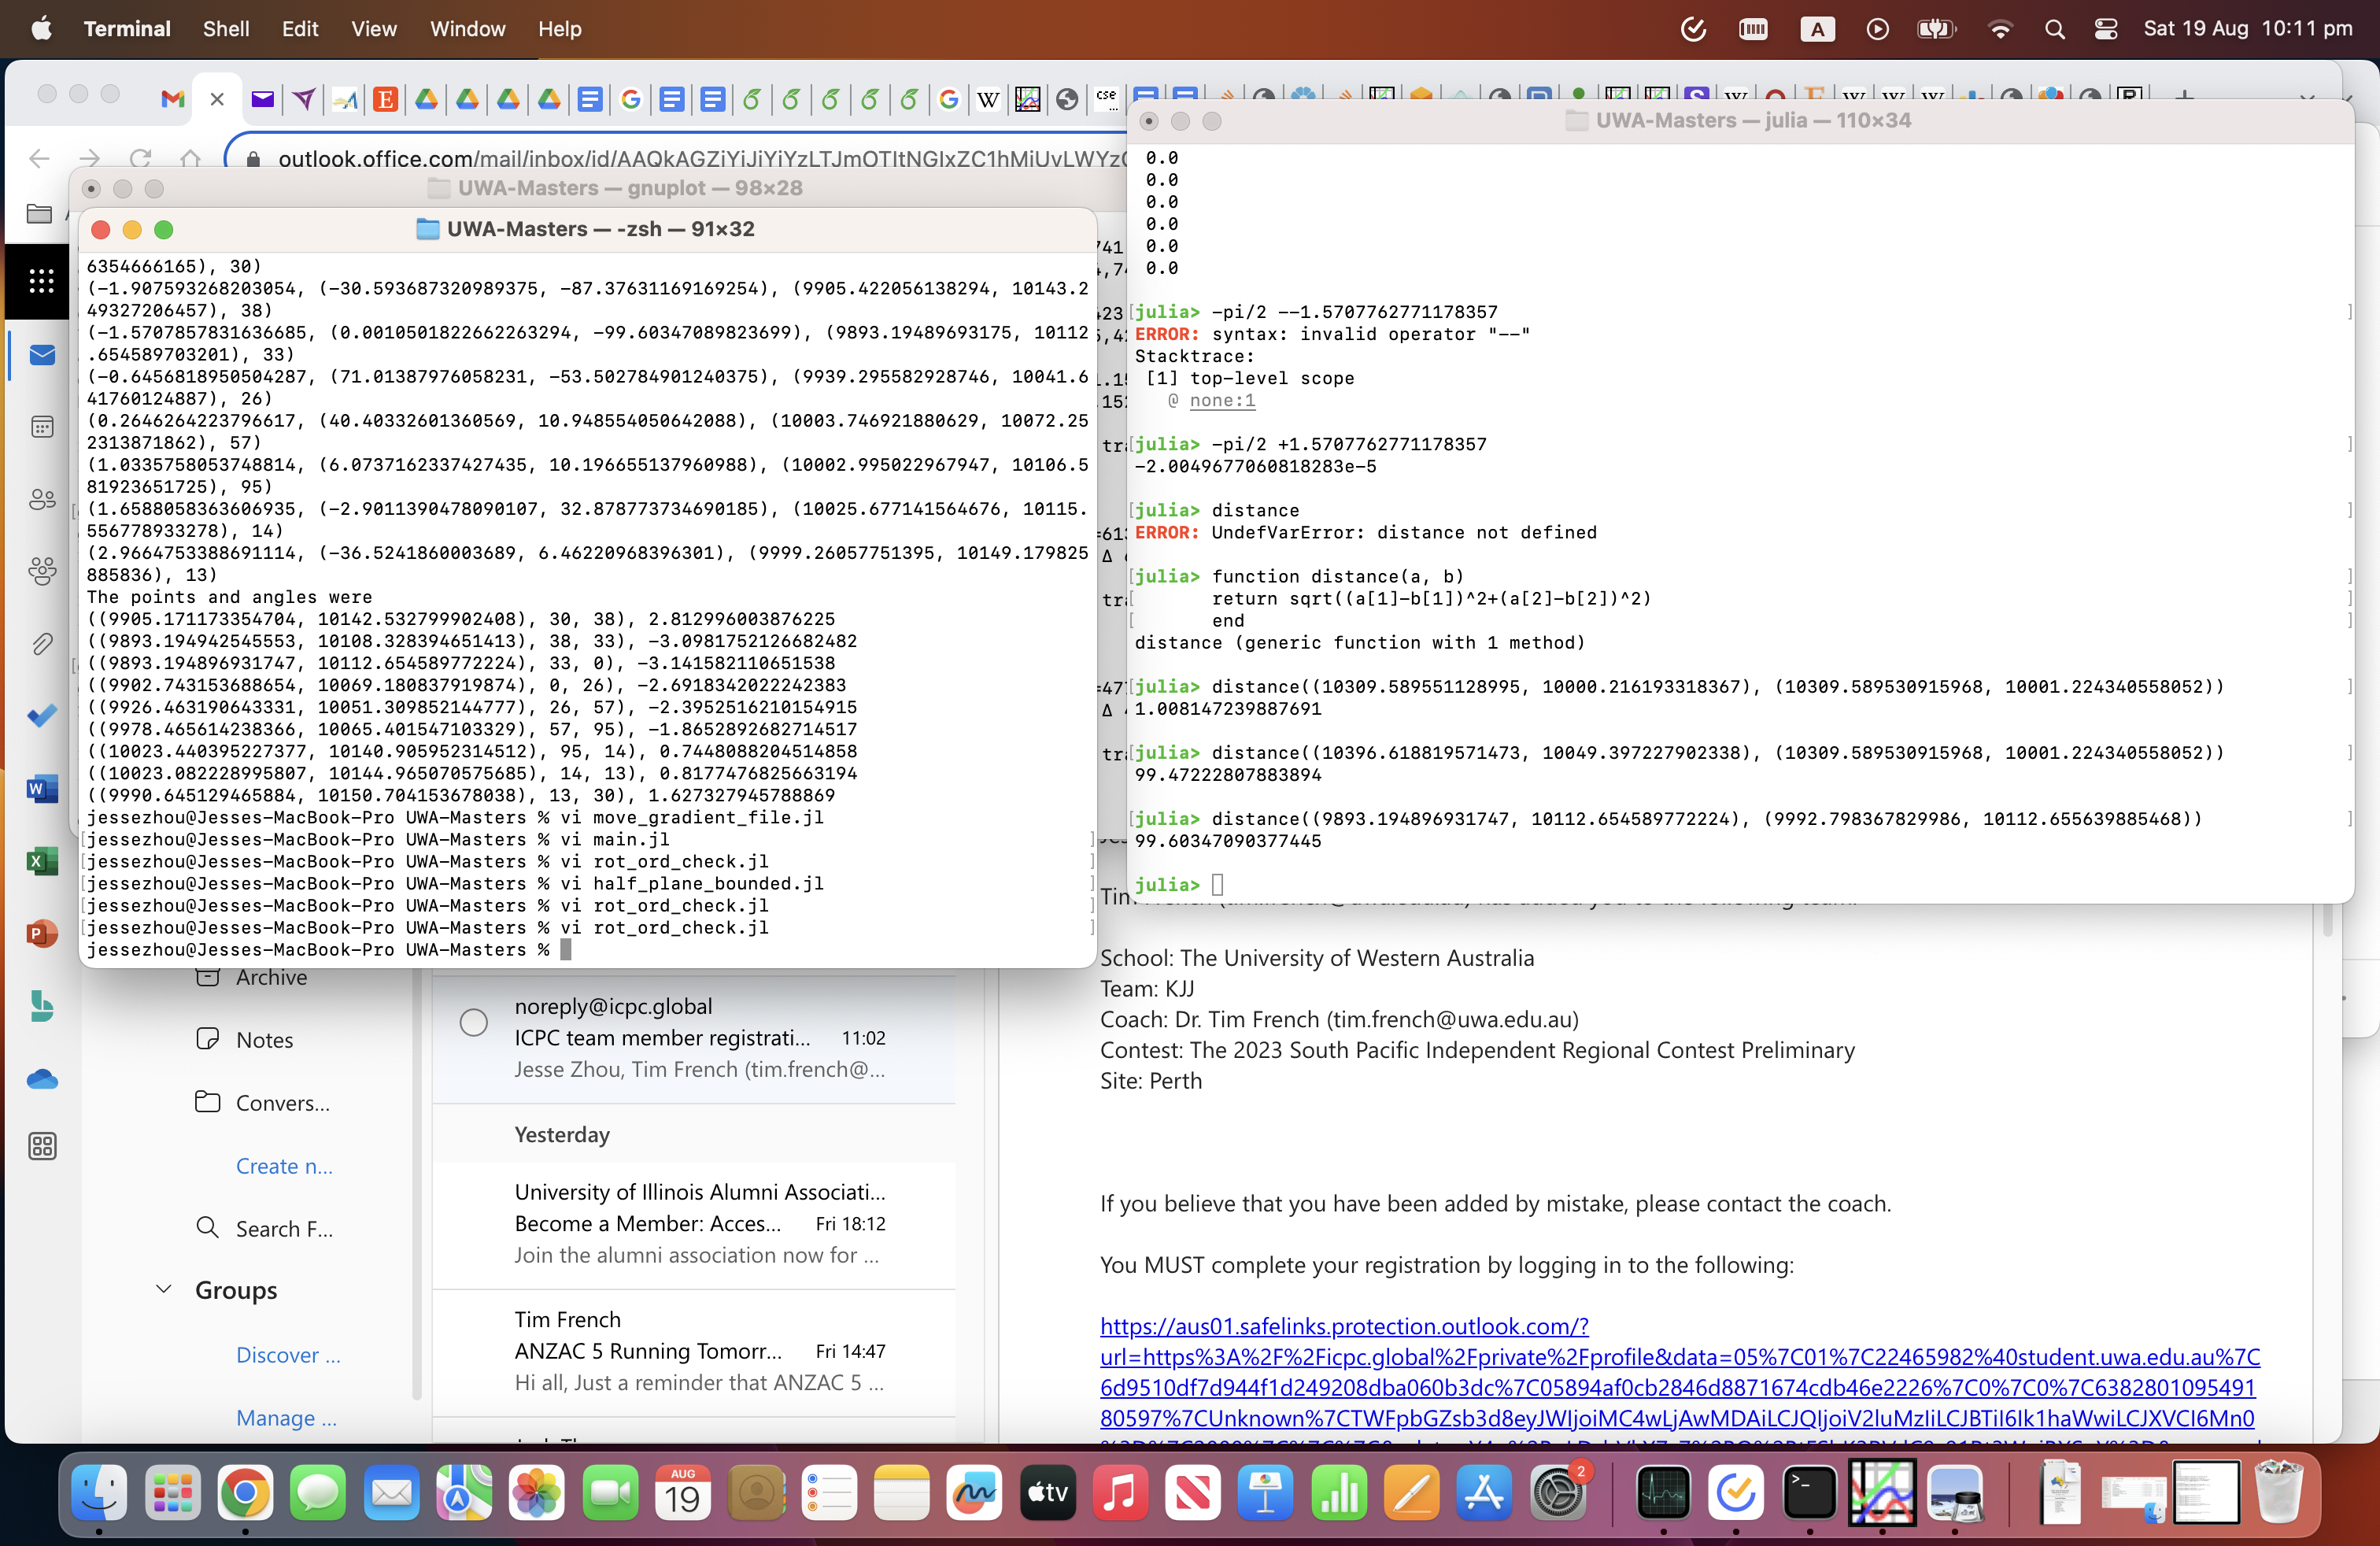 Terminal Shell Edit View Window Help
A
Sat 19 Aug 10:11 pm
outlook.office.com/mail/inbox/id/
UWA-Masters — gnuplot — 98×28
UWA-Masters — -zsh — 91×32
6354666165), 30)
(-1.907593268203054, (-30.593687320989375, -87.37631169169254), (9905.422056138294, 10143.2
49327206457), 38)
(-1.5707857831636685, (0.0010501822662263294, -99.60347089823699), (9893.19489693175, 10112
.654589703201), 33)
(-0.6456818950504287, (71.01387976058231, -53.502784901240375), (9939.295582928746, 10041.6
41760124887), 26)
(0.26462642237966​17, (40.40332601360569, 10.948554050642088), (10003.746921880629, 10072.25
2313871862), 57)
(1.0335758053748814, (6.0737162337427435, 10.196655137960988), (10002.995022967947, 10106.5
81923651725), 95)
(1.6588058363606935, (-2.9011390478090107, 32.878773734690185), (10025.677141564676, 10115.
556778933278), 14)
(2.9664753388691114, (-36.5241860003689, 6.46220968396301), (9999.26057751395, 10149.179825
885836), 13)
The points and angles were
((9905.171173354704, 10142.532799902408), 30, 38), 2.812996003876225
((9893.194942545553, 10108.328394651413), 38, 33), -3.0981752126682482
((9893.194896931747, 10112.654589772224), 33, 0), -3.141582110651538
((9902.743153688654, 10069.180837919874), 0, 26), -2.6918342022242383
((9926.463190643331, 10051.309852144777), 26, 57), -2.3952516210154915
((9978.465614238366, 10065.401547103329), 57, 95), -1.8652892682714517
((10023.440395227377, 10140.905952314512), 95, 14), 0.7448088204514858
((10023.082228995807, 10144.965070575685), 14, 13), 0.8177476825663194
((9990.645129465884, 10150.704153678038), 13, 30), 1.627327945788869
jessezhou@Jesses-MacBook-Pro UWA-Masters % vi move_gradient_file.jl
jessezhou@Jesses-MacBook-Pro UWA-Masters % vi main.jl
jessezhou@Jesses-MacBook-Pro UWA-Masters % vi rot_ord_check.jl
jessezhou@Jesses-MacBook-Pro UWA-Masters % vi half_plane_bounded.jl
jessezhou@Jesses-MacBook-Pro UWA-Masters % vi rot_ord_check.jl
jessezhou@Jesses-MacBook-Pro UWA-Masters % vi rot_ord_check.jl
jessezhou@Jesses-MacBook-Pro UWA-Masters %
UWA-Masters — julia — 110×34
0.0
0.0
0.0
0.0
0.0
0.0
julia> -pi/2 --1.5707762771178357
ERROR: syntax: invalid operator "--"
Stacktrace:
[1] top-level scope
@ none:1
julia> -pi/2 +1.5707762771178357
-2.0049677060818283e-5
julia> distance
ERROR: UndefVarError: distance not defined
julia> function distance(a, b)
return sqrt((a[1]-b[1])^2+(a[2]-b[2])^2)
end
distance (generic function with 1 method)
julia> distance((10309.589551128995, 10000.216193318367), (10309.589530915968, 10001.224340558052))
1.008147239887691
julia> distance((10396.618819571473, 10049.397227902338), (10309.589530915968, 10001.224340558052))
99.47222807883894
julia> distance((9893.194896931747, 10112.654589772224), (9992.798367829986, 10112.655639885468))
99.60347090377445
julia>
Archive
Notes
Convers...
Create n...
Search F...
Groups
Discover ...
Manage ...
noreply@icpc.global
ICPC team member registrati... 11:02
Jesse Zhou, Tim French (tim.french@...
Yesterday
University of Illinois Alumni Associati...
Become a Member: Acces... Fri 18:12
Join the alumni association now for ...
Tim French
ANZAC 5 Running Tomorr... Fri 14:47
Hi all, Just a reminder that ANZAC 5 ...
School: The University of Western Australia
Team: KJJ
Coach: Dr. Tim French (tim.french@uwa.edu.au)
Contest: The 2023 South Pacific Independent Regional Contest Preliminary
Site: Perth
If you believe that you have been added by mistake, please contact the coach.
You MUST complete your registration by logging in to the following:
https://aus01.safelinks.protection.outlook.com/?
url=https%3A%2F%2Ficpc.global%2Fprivate%2Fprofile&data=05%7C01%7C22465982%40student.uwa.edu.au%7C
6d9510df7d944f1d249208dba060b3dc%7C05894af0cb2846d8871674cdb46e2226%7C0%7C0%7C6382801095491
80597%7CUnknown%7CTWFpbGZsb3d8eyJWIjoiMC4wLjAwMDAiLCJQIjoiV2luMzIiLCJBTiI6Ik1haWwiLCJXVCI6Mn0
AUG
19
tv
2